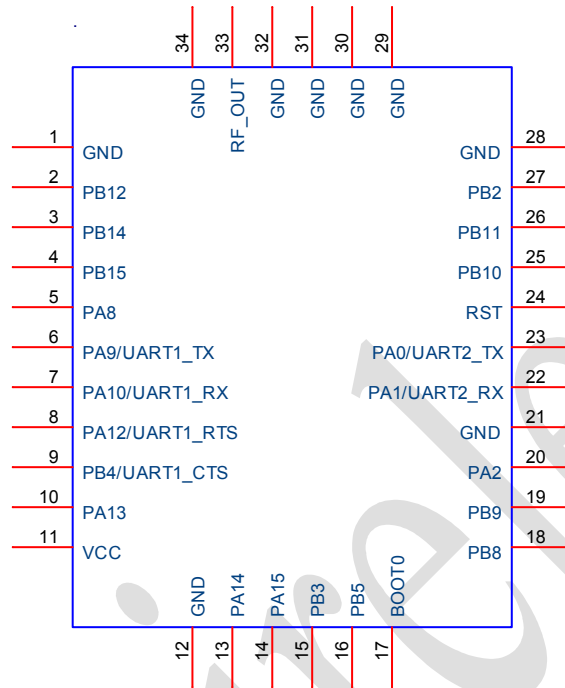 34 33 32 31 30 29
GND RF_OUT GND GND GND GND
1 GND GND 28
2 PB12 PB2 27
3 PB14 PB11 26
4 PB15 PB10 25
5 PA8 RST 24
6 PA9/UART1_TX PA0/UART2_TX 23
7 PA10/UART1_RX PA1/UART2_RX 22
8 PA12/UART1_RTS GND 21
9 PB4/UART1_CTS PA2 20
10 PA13 PB9 19
11 VCC PB8 18
GND PA14 PA15 PB3 PB5 BOOT0
12 13 14 15 16 17